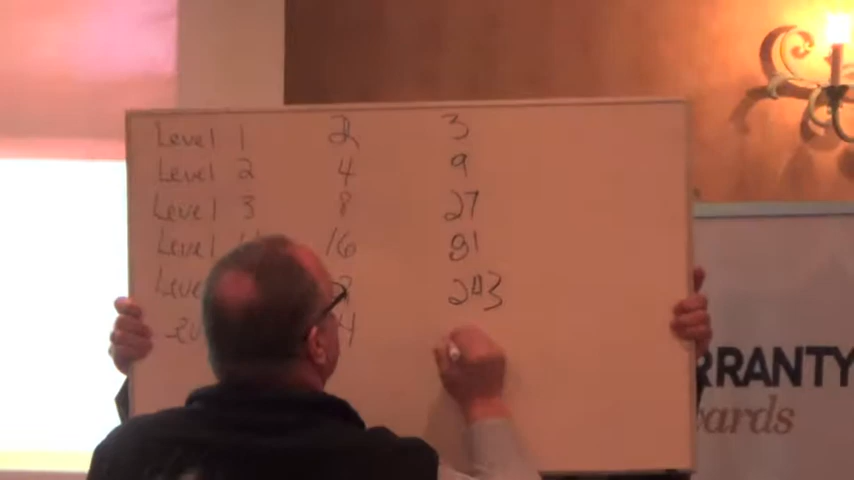 Level 1 2 3
Level 2 4 9
Level 3 8 27
Level 16 81
243
RRANTY
ards